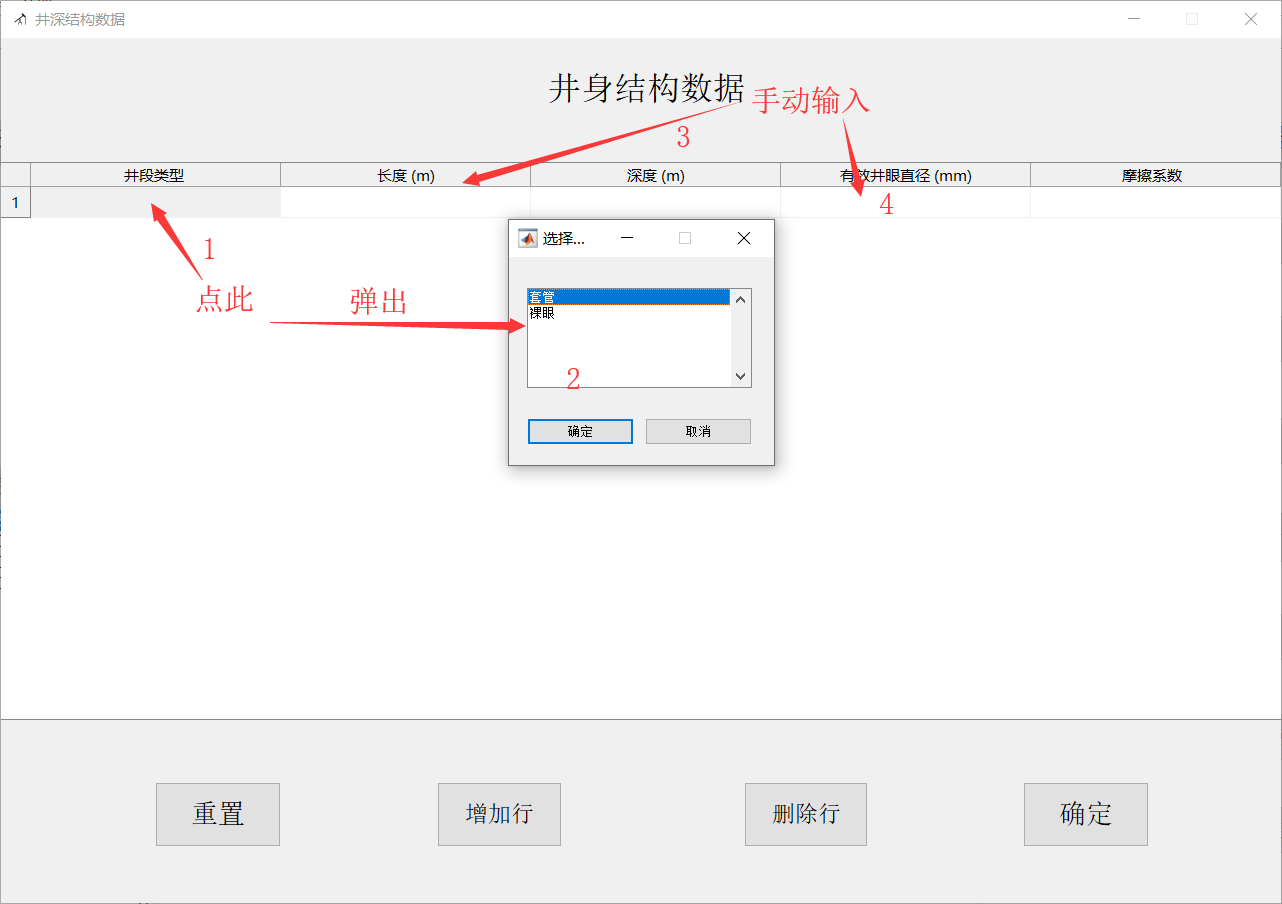 井深结构数据
井身结构数据
手动输入
3
井段类型 长度 (m) 深度 (m) 有效井眼直径 (mm) 摩擦系数
1
4
1
点此
弹出
选择...
套管
裸眼
2
确定 取消
重置 增加行 删除行 确定